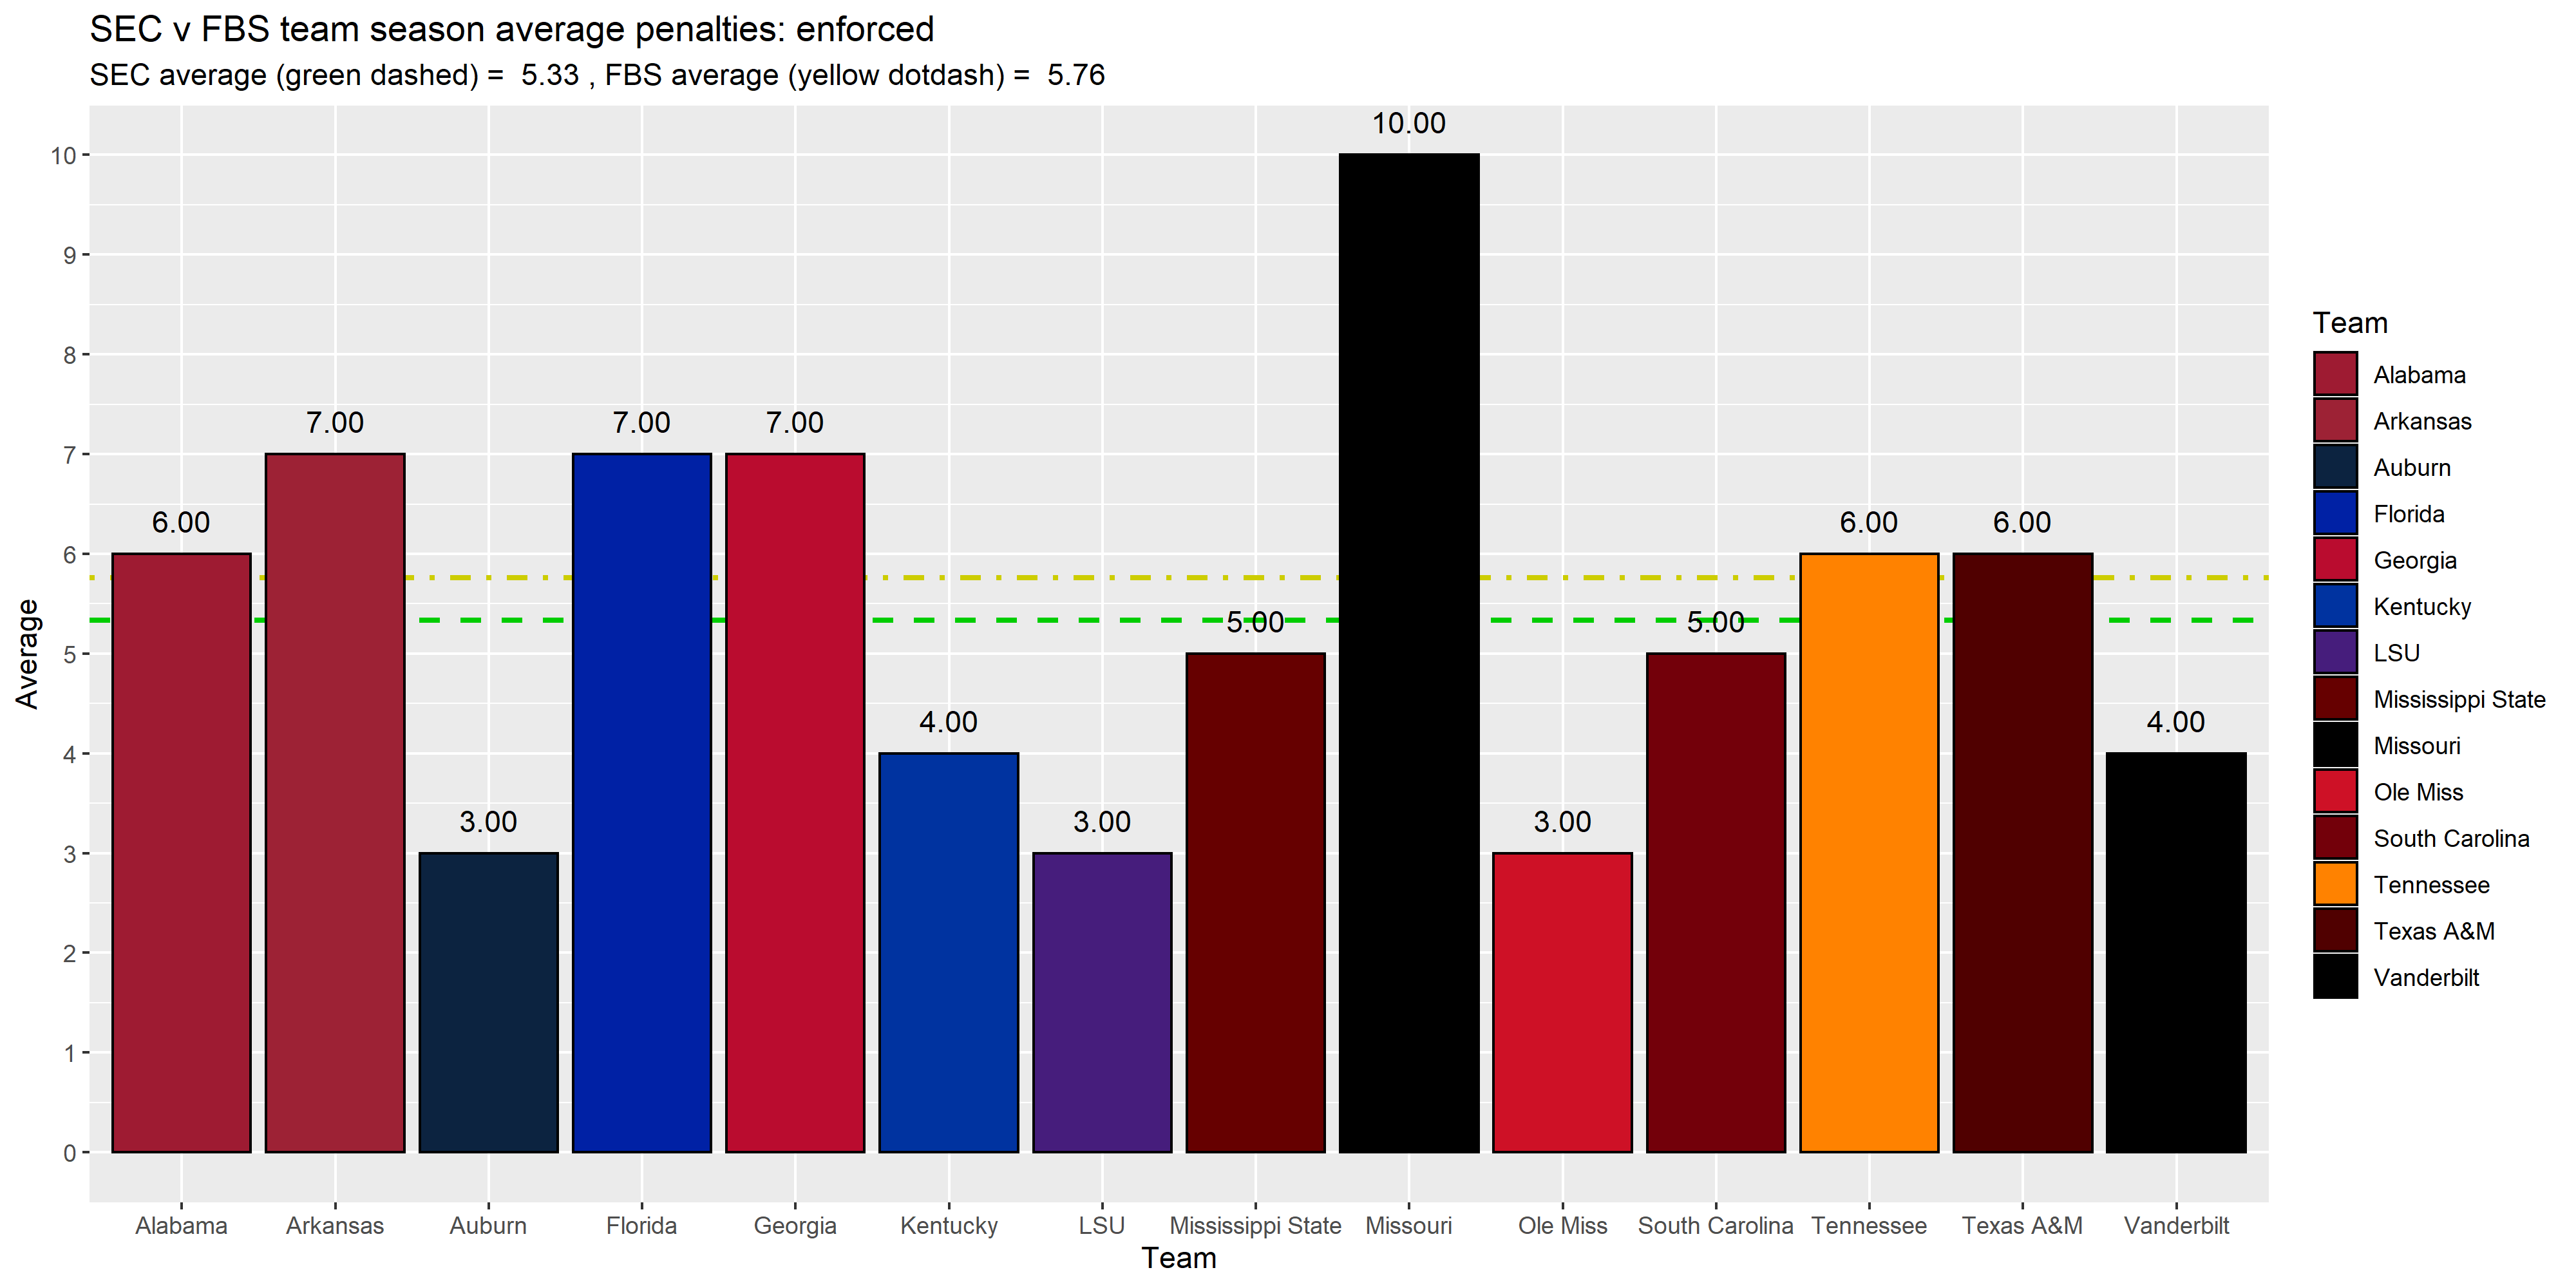 SEC v FBS team season average penalties: enforced
SEC average (green dashed) =  5.33 , FBS average (yellow dotdash) =  5.76
Average
10
9
8
7
6
5
4
3
2
1
0
6.00
7.00
3.00
7.00
7.00
4.00
3.00
5.00
10.00
3.00
5.00
6.00
6.00
4.00
Alabama
Arkansas
Auburn
Florida
Georgia
Kentucky
LSU
Mississippi State
Missouri
Ole Miss
South Carolina
Tennessee
Texas A&M
Vanderbilt
Team
Team
Alabama
Arkansas
Auburn
Florida
Georgia
Kentucky
LSU
Mississippi State
Missouri
Ole Miss
South Carolina
Tennessee
Texas A&M
Vanderbilt